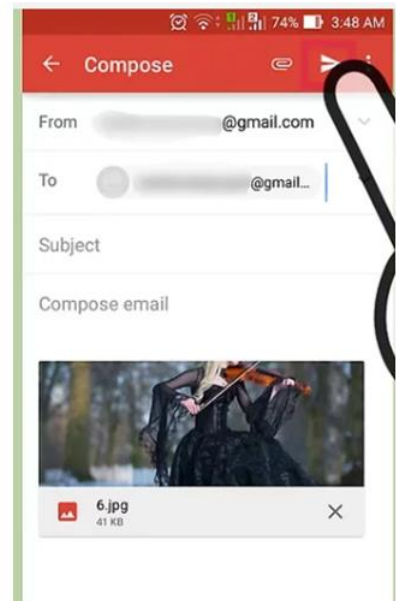 74% 3:48 AM
Compose
From @gmail.com
To @gmail...
Subject
Compose email
6.jpg
41 KB